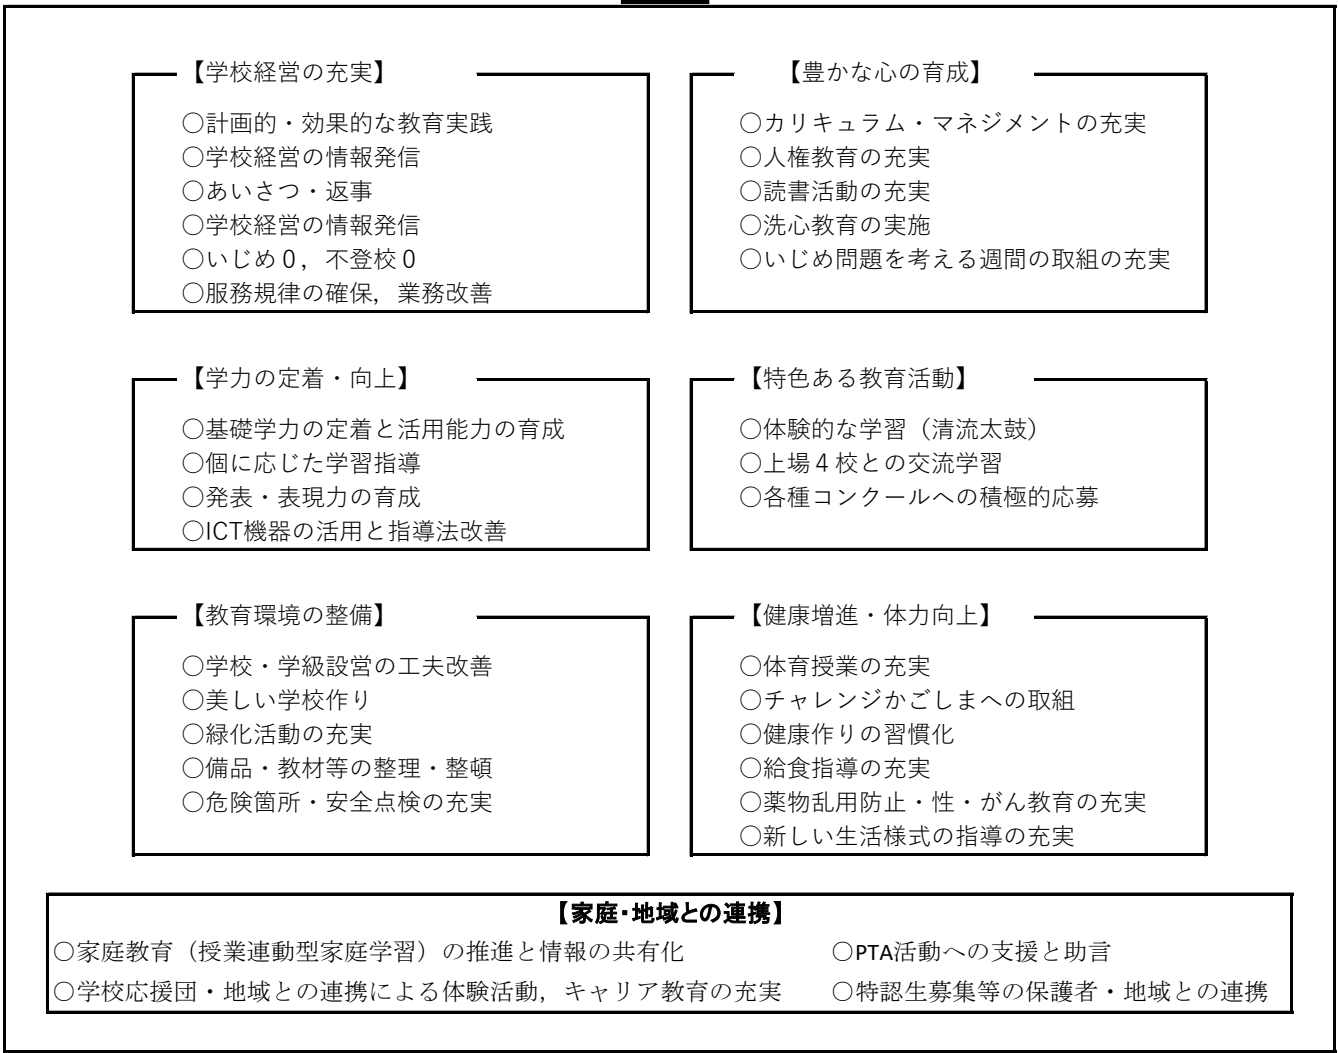 【学校経営の充実】
○計画的・効果的な教育実践
○学校経営の情報発信
○あいさつ・返事
○学校経営の情報発信
○いじめ０，不登校０
○服務規律の確保，業務改善
【豊かな心の育成】
○カリキュラム・マネジメントの充実
○人権教育の充実
○読書活動の充実
○洗心教育の実施
○いじめ問題を考える週間の取組の充実
【学力の定着・向上】
○基礎学力の定着と活用能力の育成
○個に応じた学習指導
○発表・表現力の育成
○ICT機器の活用と指導法改善
【特色ある教育活動】
○体験的な学習（清流太鼓）
○上場４校との交流学習
○各種コンクールへの積極的応募
【教育環境の整備】
○学校・学級設営の工夫改善
○美しい学校作り
○緑化活動の充実
○備品・教材等の整理・整頓
○危険箇所・安全点検の充実
【健康増進・体力向上】
○体育授業の充実
○チャレンジかごしまへの取組
○健康作りの習慣化
○給食指導の充実
○薬物乱用防止・性・がん教育の充実
○新しい生活様式の指導の充実
【家庭・地域との連携】
○家庭教育（授業連動型家庭学習）の推進と情報の共有化
○PTA活動への支援と助言
○学校応援団・地域との連携による体験活動，キャリア教育の充実
○特認生募集等の保護者・地域との連携